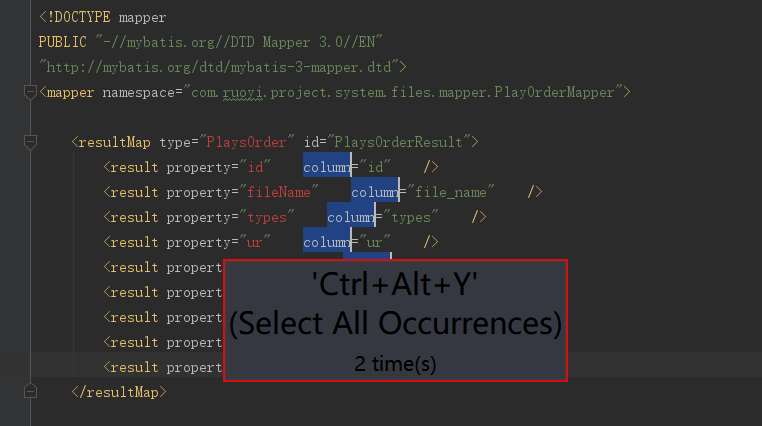 <!DOCTYPE mapper
PUBLIC "-//mybatis.org//DTD Mapper 3.0//EN"
"http://mybatis.org/dtd/mybatis-3-mapper.dtd">
<mapper namespace="com.ruoyi.project.system.files.mapper.PlayOrderMapper">
<resultMap type="PlaysOrder" id="PlaysOrderResult">
<result property="id" column="id" />
<result property="fileName" column="file_name" />
<result property="types" column="types" />
<result property="ur" column="ur" />
<result propert
<result propert
<result propert
<result propert
<result propert
'Ctrl+Alt+Y'
(Select All Occurrences)
2 time(s)
</resultMap>